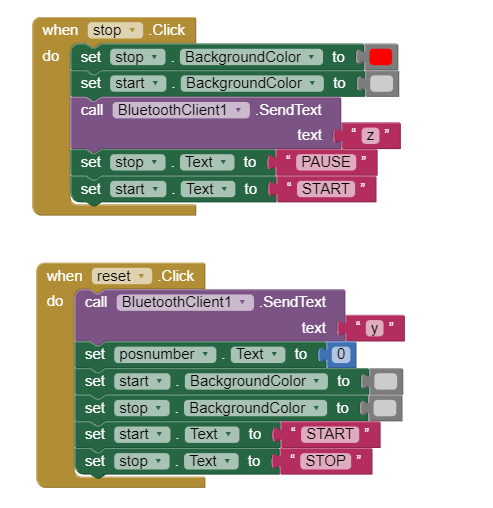 when stop .Click
do set stop . BackgroundColor to
set start . BackgroundColor to
call BluetoothClient1 .SendText
text " z "
set stop . Text to " PAUSE "
set start . Text to " START "
when reset .Click
do call BluetoothClient1 .SendText
text " y "
set posnumber . Text to 0
set start . BackgroundColor to
set stop . BackgroundColor to
set start . Text to " START "
set stop . Text to " STOP "